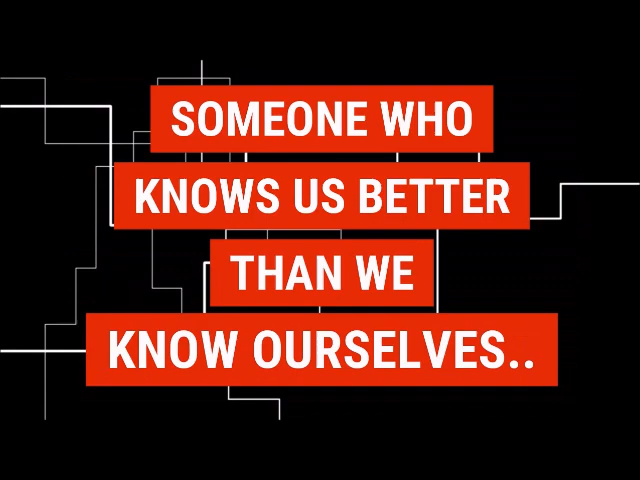 SOMEONE WHO
KNOWS US BETTER
THAN WE
KNOW OURSELVES..